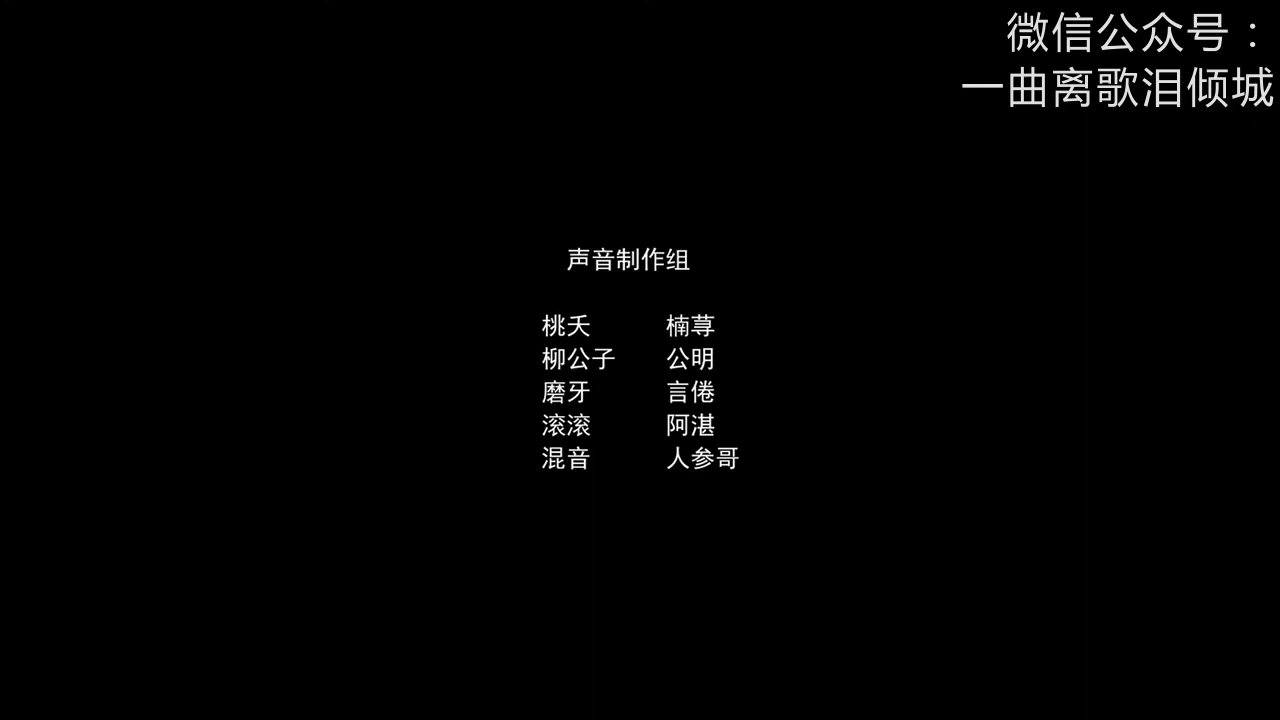 微信公众号：
一曲离歌泪倾城
声音制作组
桃夭 楠荨
柳公子 公明
磨牙 言倦
滚滚 阿湛
混音 人参哥